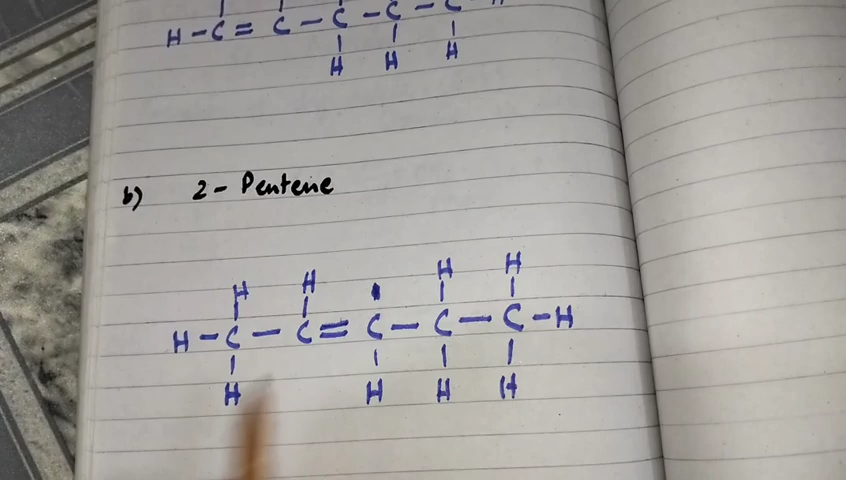 H - C = C - C - C - C - H
H H H
b) 2 - Pentene
H H H H
H - C - C = C - C - C - H
H H H H